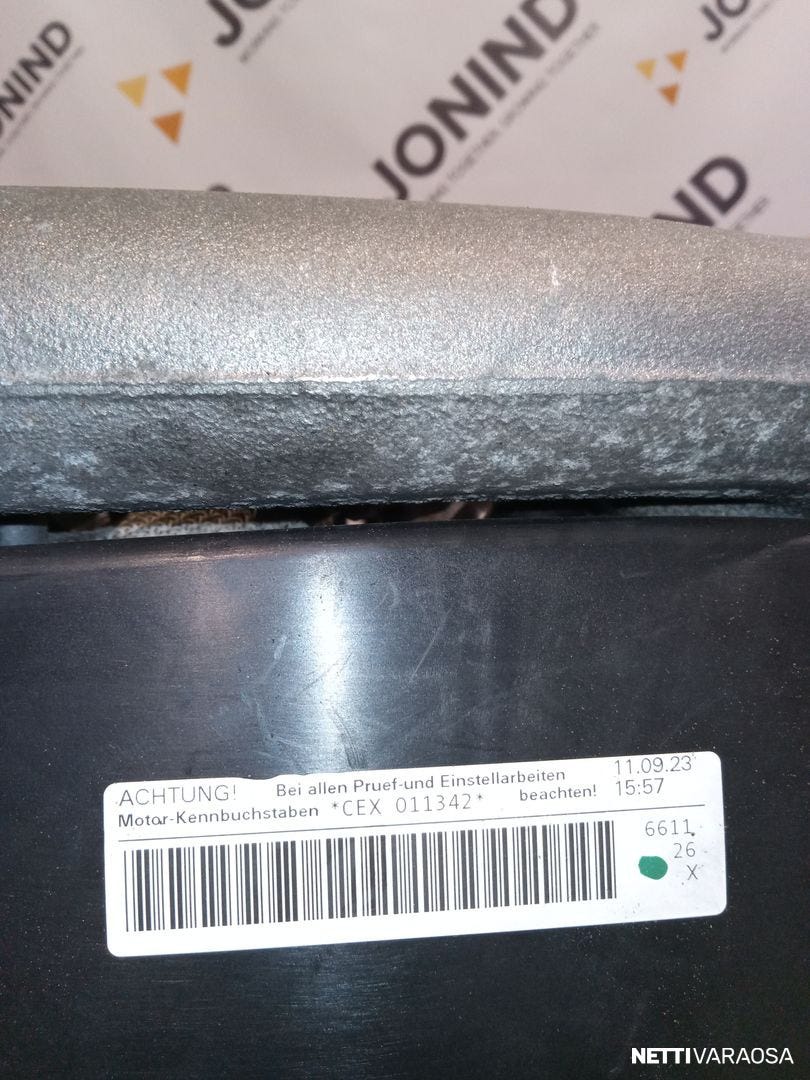 JONIND
JONIND
ACHTUNG! Bei allen Pruef-und Einstellarbeiten 11.09.23
Motor-Kennbuchstaben *CEX 011342* beachten! 15:57
6611
26
X
NETTIVARAOSA